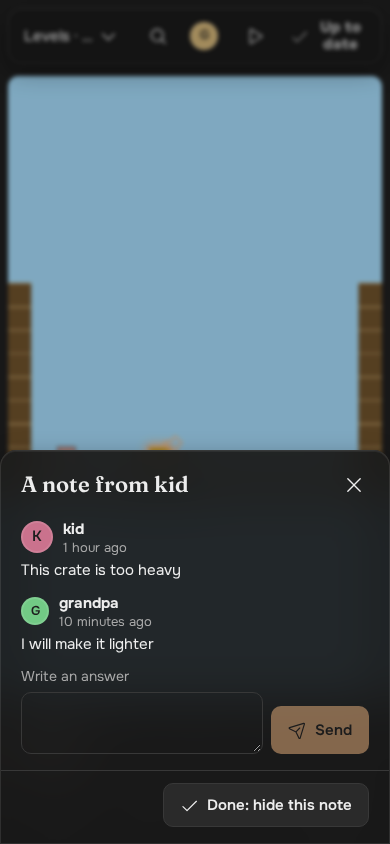 Levels · ...
Up to
date
A note from kid
K
kid
1 hour ago
This crate is too heavy
G
grandpa
10 minutes ago
I will make it lighter
Write an answer
Send
Done: hide this note